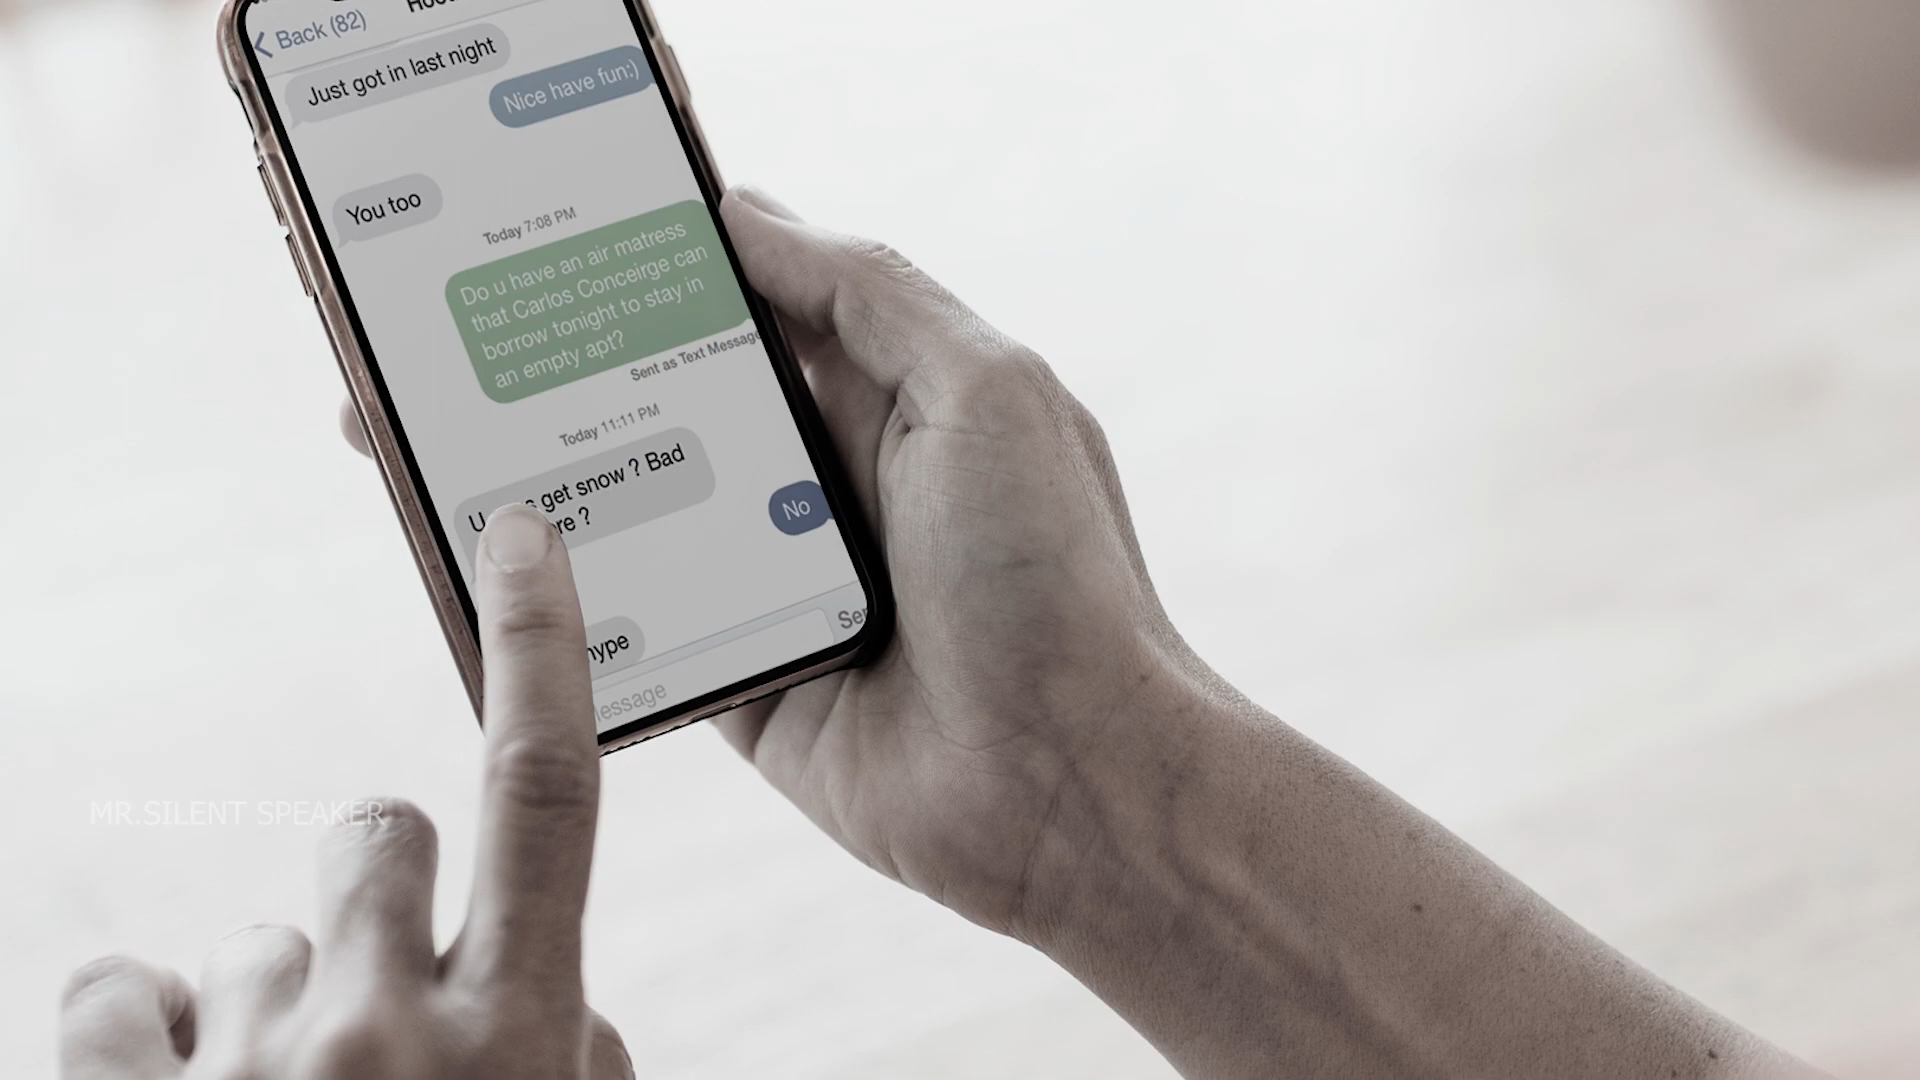 Back (82)
Just got in last night
Nice have fun:)
You too
Today 7:08 PM
Do u have an air matress
that Carlos Conceirge can
borrow tonight to stay in
an empty apt?
Sent as Text Message
Today 11:11 PM
get snow ? Bad
?
No
MR.SILENT SPEAKER